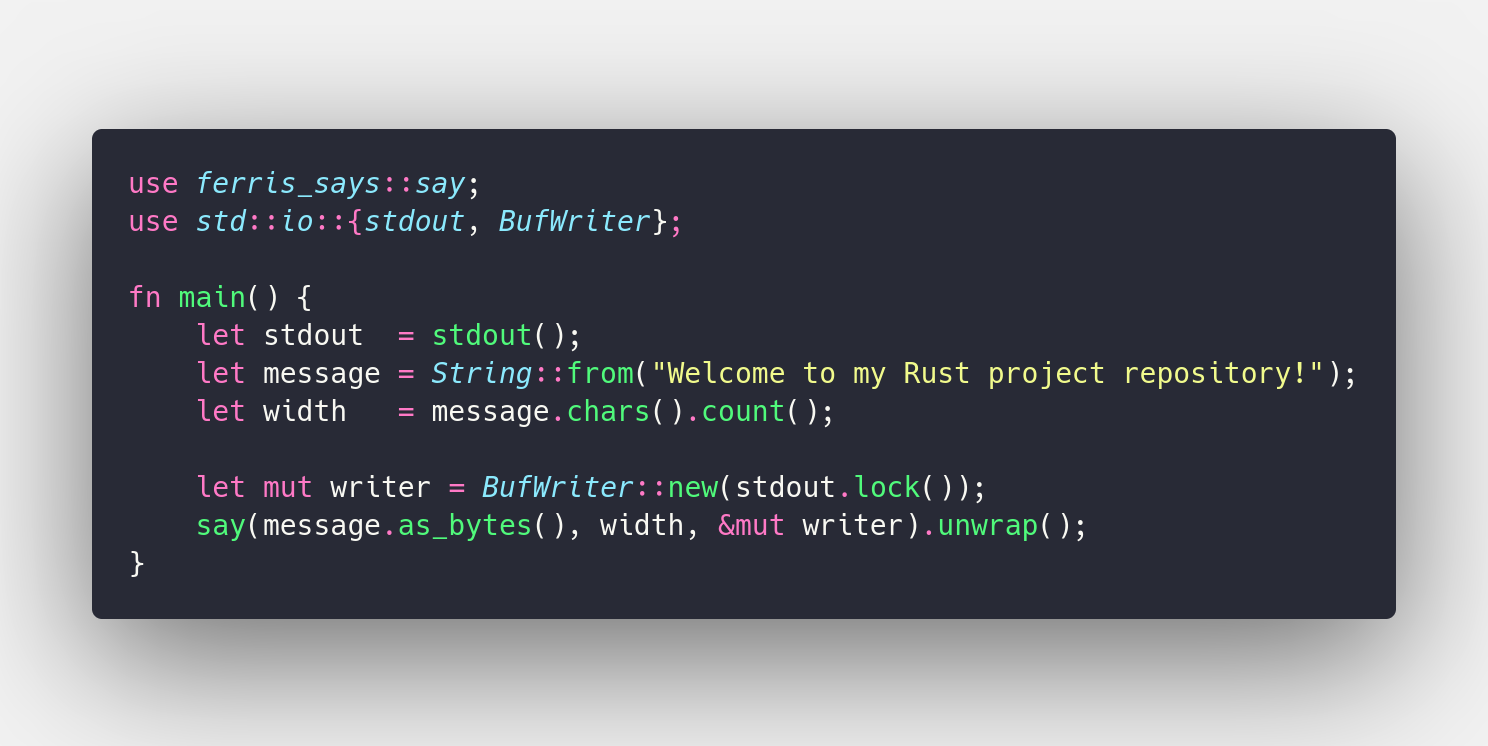 use ferris_says::say;
use std::io::{stdout, BufWriter};
fn main() {
    let stdout  = stdout();
    let message = String::from("Welcome to my Rust project repository!");
    let width   = message.chars().count();
    let mut writer = BufWriter::new(stdout.lock());
    say(message.as_bytes(), width, &mut writer).unwrap();
}